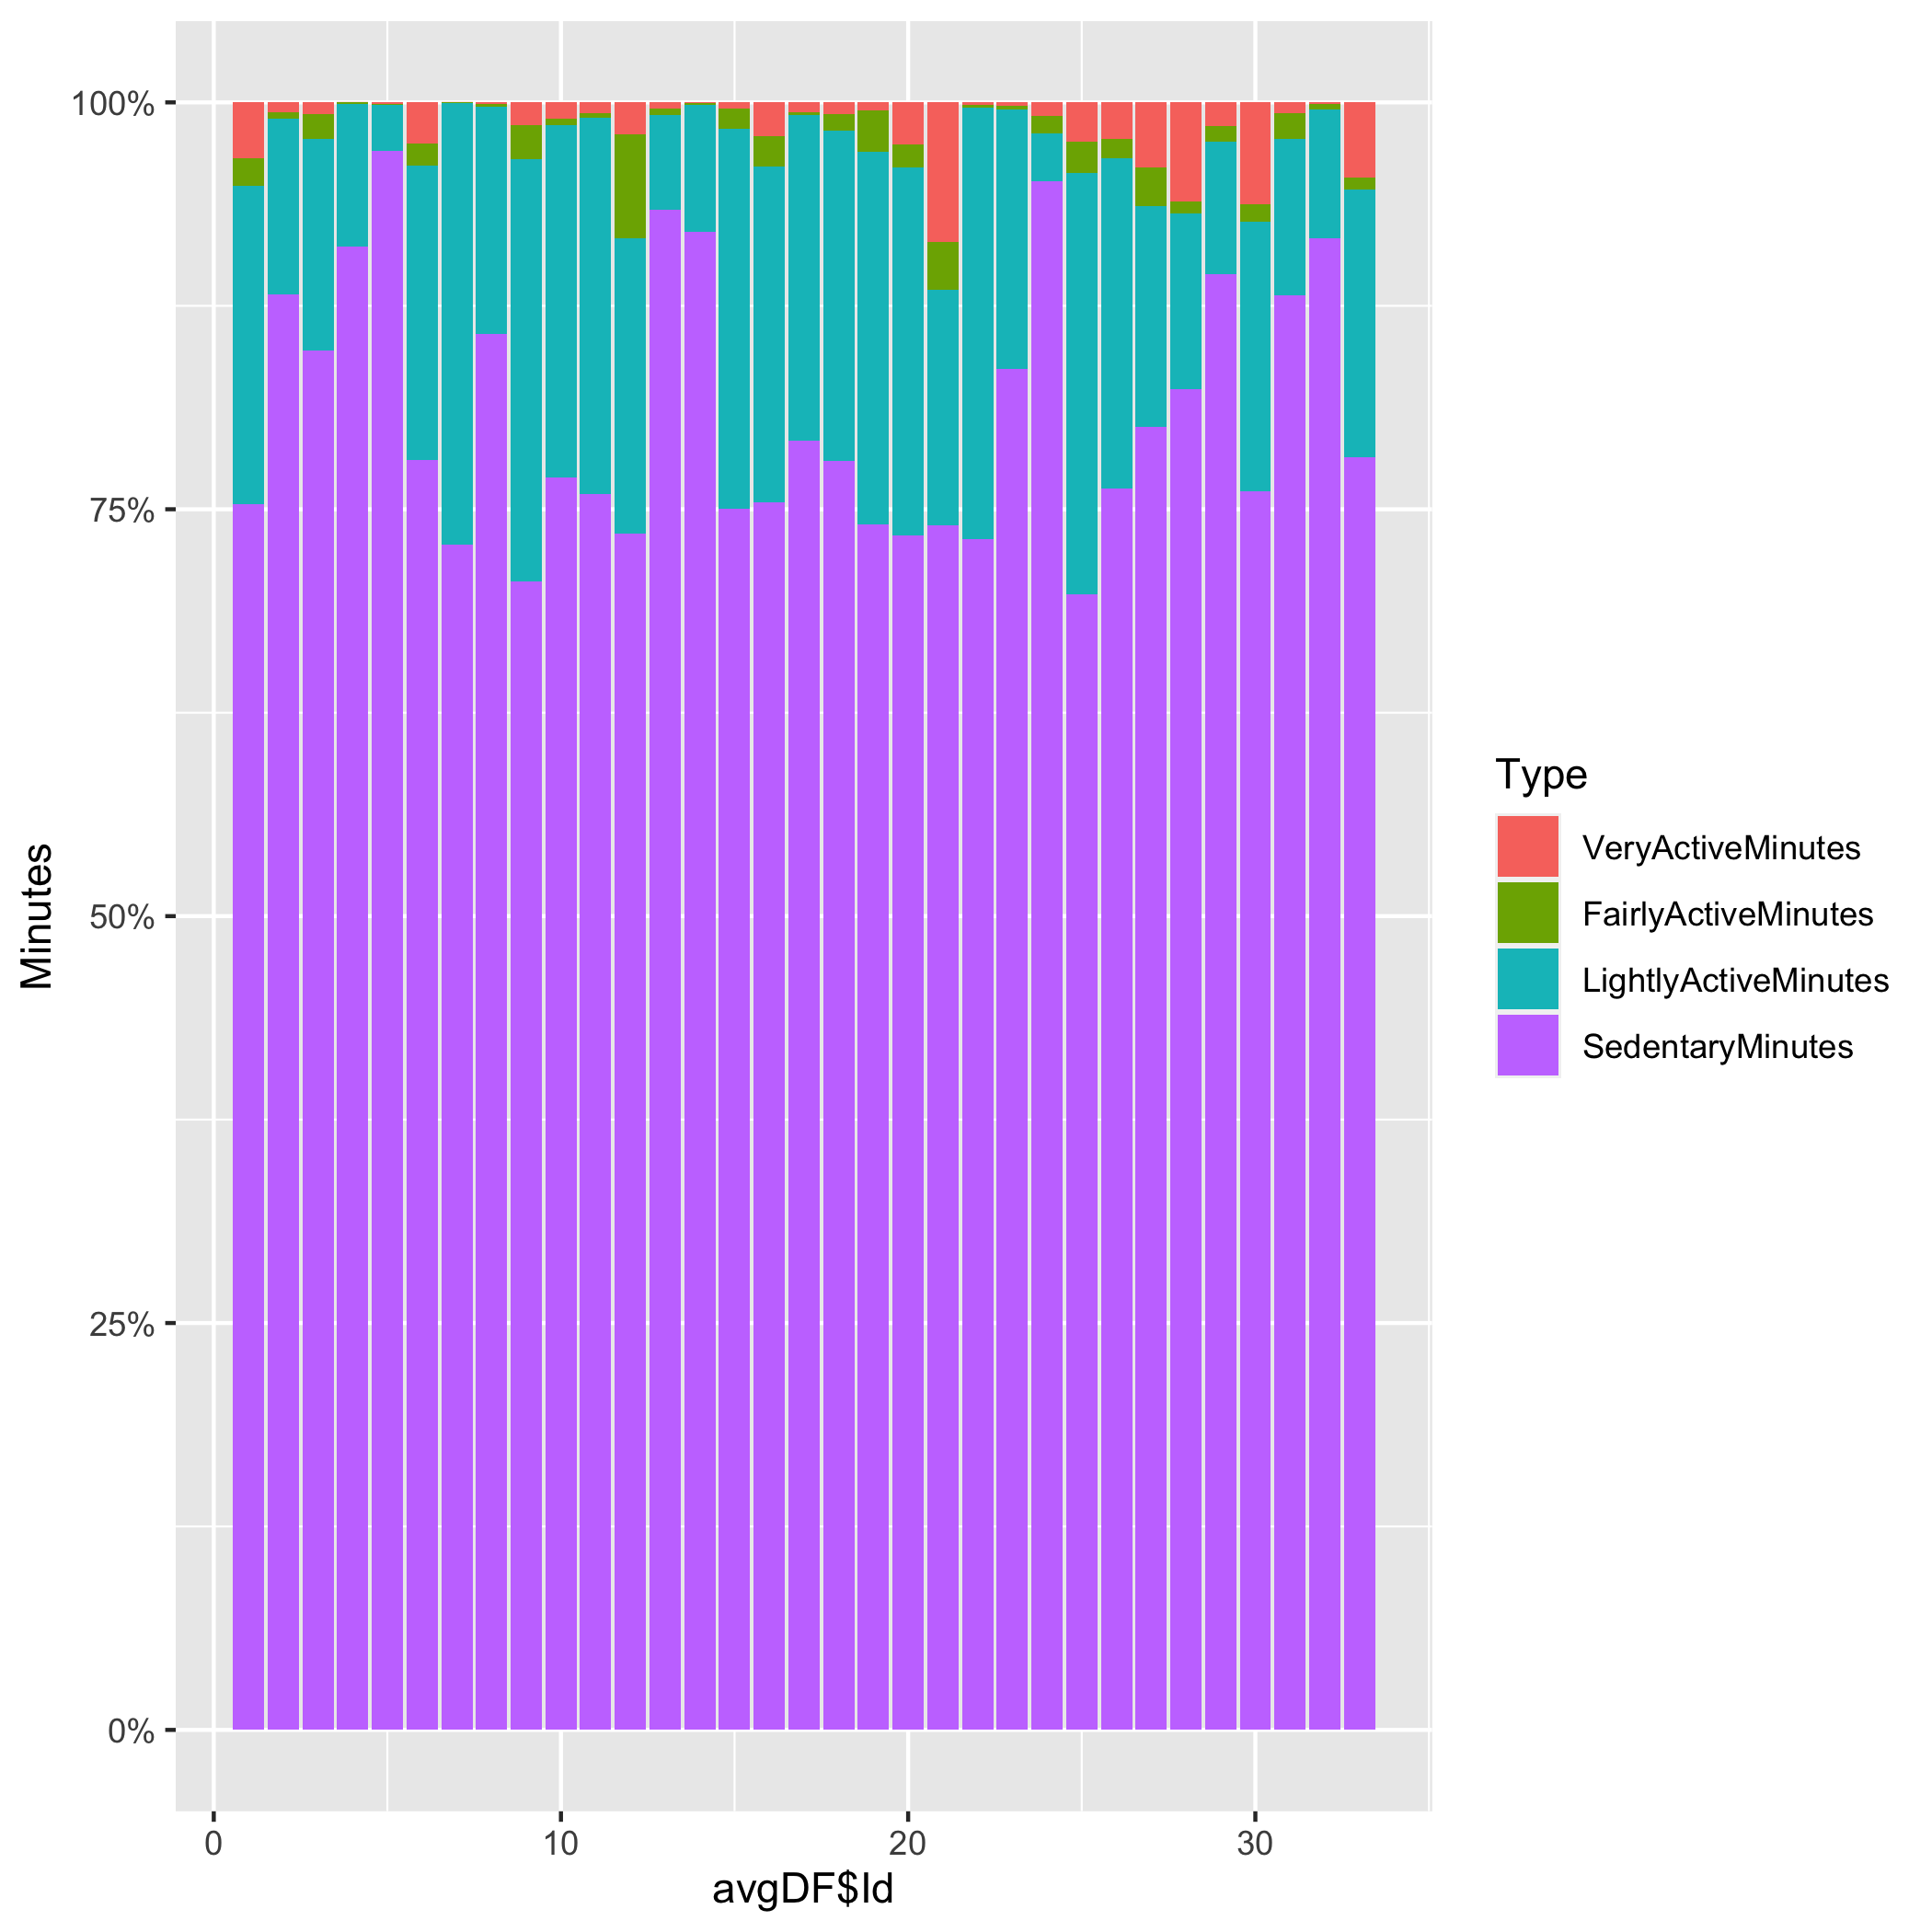 100%
75%
50%
25%
0%
Minutes
0 10 20 30
avgDF$Id
Type
VeryActiveMinutes
FairlyActiveMinutes
LightlyActiveMinutes
SedentaryMinutes